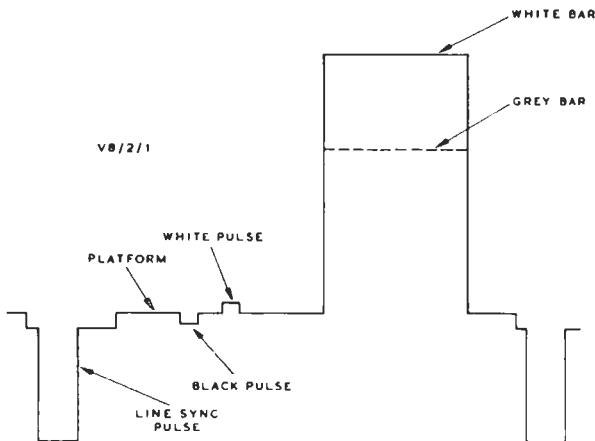 WHITE BAR
GREY BAR
V8/2/1
WHITE PULSE
PLATFORM
BLACK PULSE
LINE SYNC
PULSE